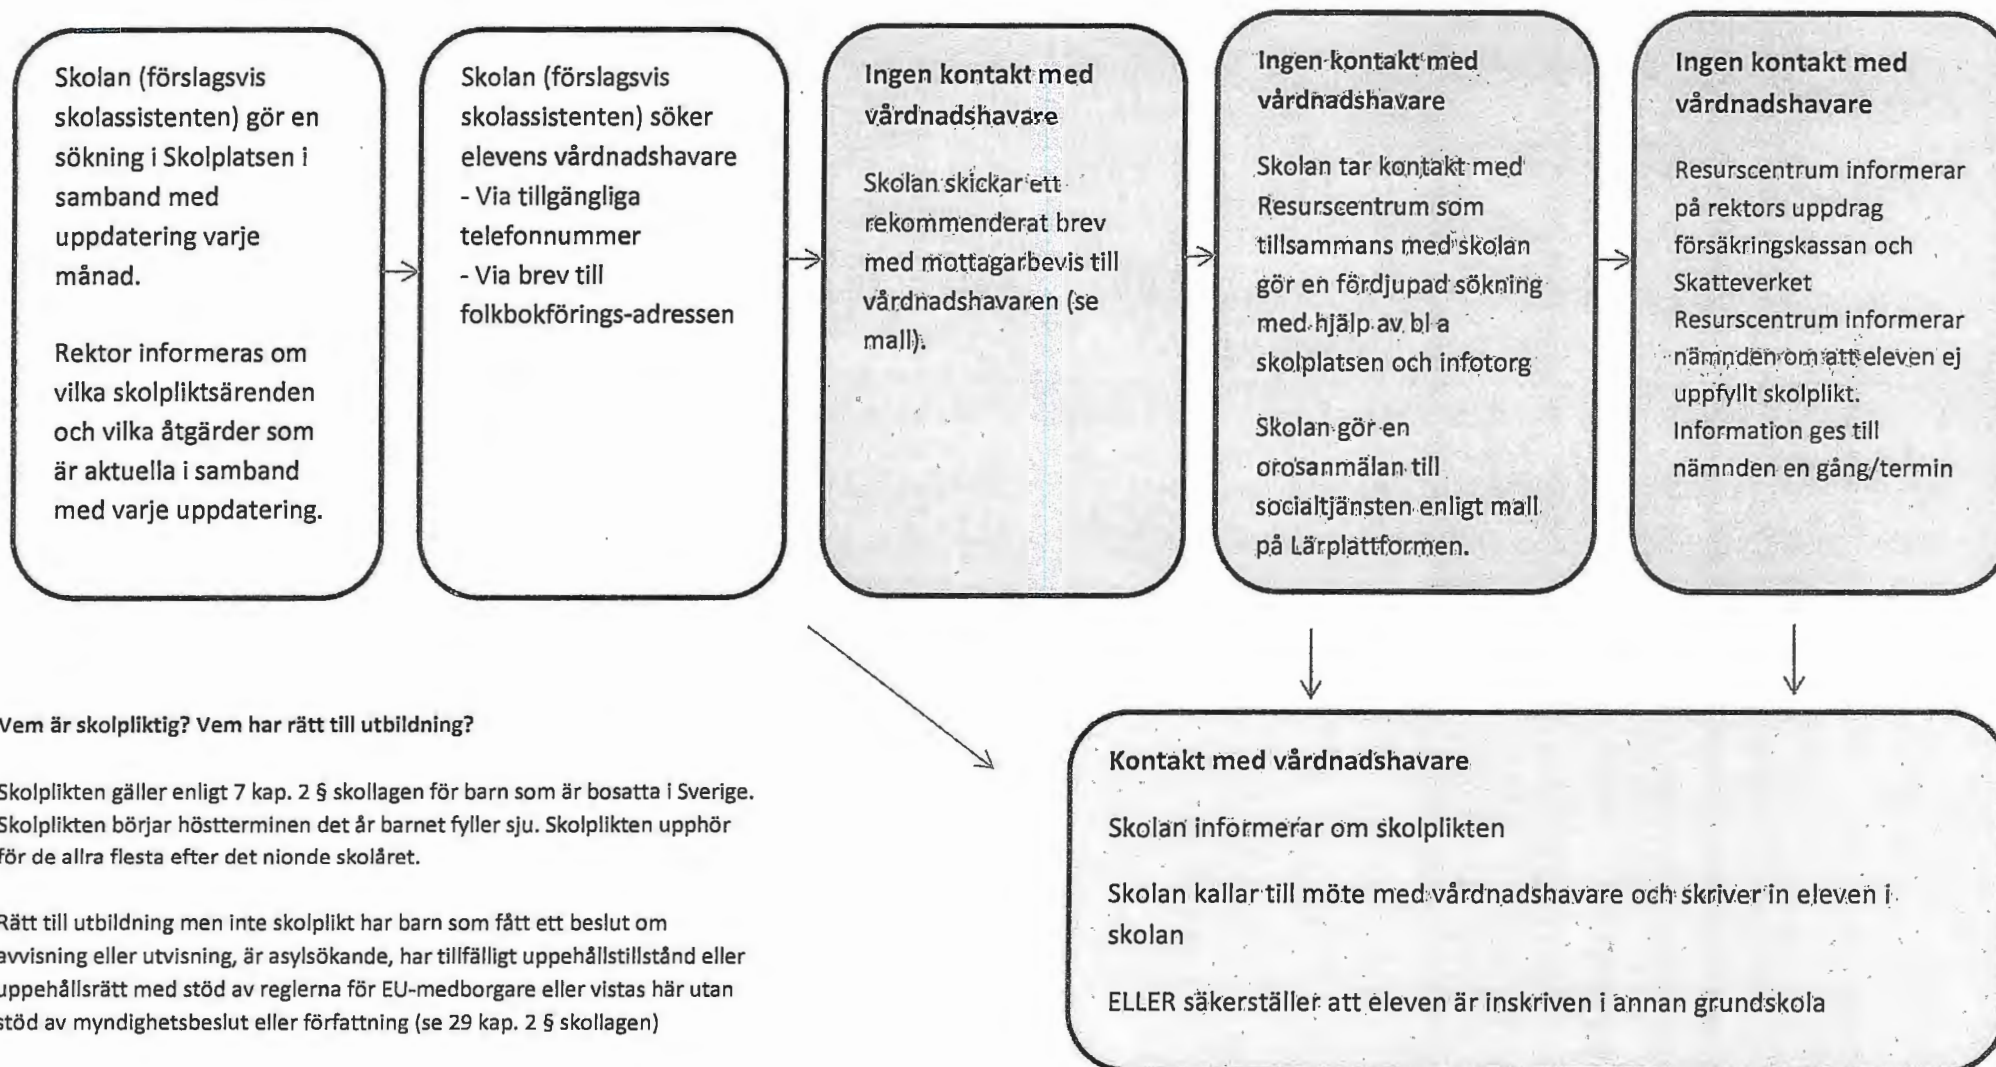 Skolan (förslagsvis
skolassistenten) gör en
sökning i Skolplatsen i
samband med
uppdatering varje
månad.
Rektor informeras om
vilka skolpliktsärenden
och vilka åtgärder som
är aktuella i samband
med varje uppdatering.
Skolan (förslagsvis
skolassistenten) söker
elevens vårdnadshavare
- Via tillgängliga
telefonnummer
- Via brev till
folkbokförings-adressen
Ingen kontakt med
vårdnadshavare
Skolan skickar ett
rekommenderat brev
med mottagarbevis till
vårdnadshavaren (se
mall).
Ingen kontakt med
vårdnadshavare
Skolan tar kontakt med
Resurscentrum som
tillsammans med skolan
gör en fördjupad sökning
med hjälp av bl a
skolplatsen och infotorg
Skolan gör en
orosanmälan till
socialtjänsten enligt mall
på Lärplattformen.
Ingen kontakt med
vårdnadshavare
Resurscentrum informerar
på rektors uppdrag
försäkringskassan och
Skatteverket
Resurscentrum informerar
nämnden om att eleven ej
uppfyllt skolplikt.
Information ges till
nämnden en gång/termin
Vem är skolpliktig? Vem har rätt till utbildning?
Skolplikten gäller enligt 7 kap. 2 § skollagen för barn som är bosatta i Sverige.
Skolplikten börjar höstterminen det år barnet fyller sju. Skolplikten upphör
för de allra flesta efter det nionde skolåret.
Rätt till utbildning men inte skolplikt har barn som fått ett beslut om
avvisning eller utvisning, är asylsökande, har tillfälligt uppehållstillstånd eller
uppehållsrätt med stöd av reglerna för EU-medborgare eller vistas här utan
stöd av myndighetsbeslut eller författning (se 29 kap. 2 § skollagen)
Kontakt med vårdnadshavare
Skolan informerar om skolplikten
Skolan kallar till möte med vårdnadshavare och skriver in eleven i
skolan
ELLER säkerställer att eleven är inskriven i annan grundskola